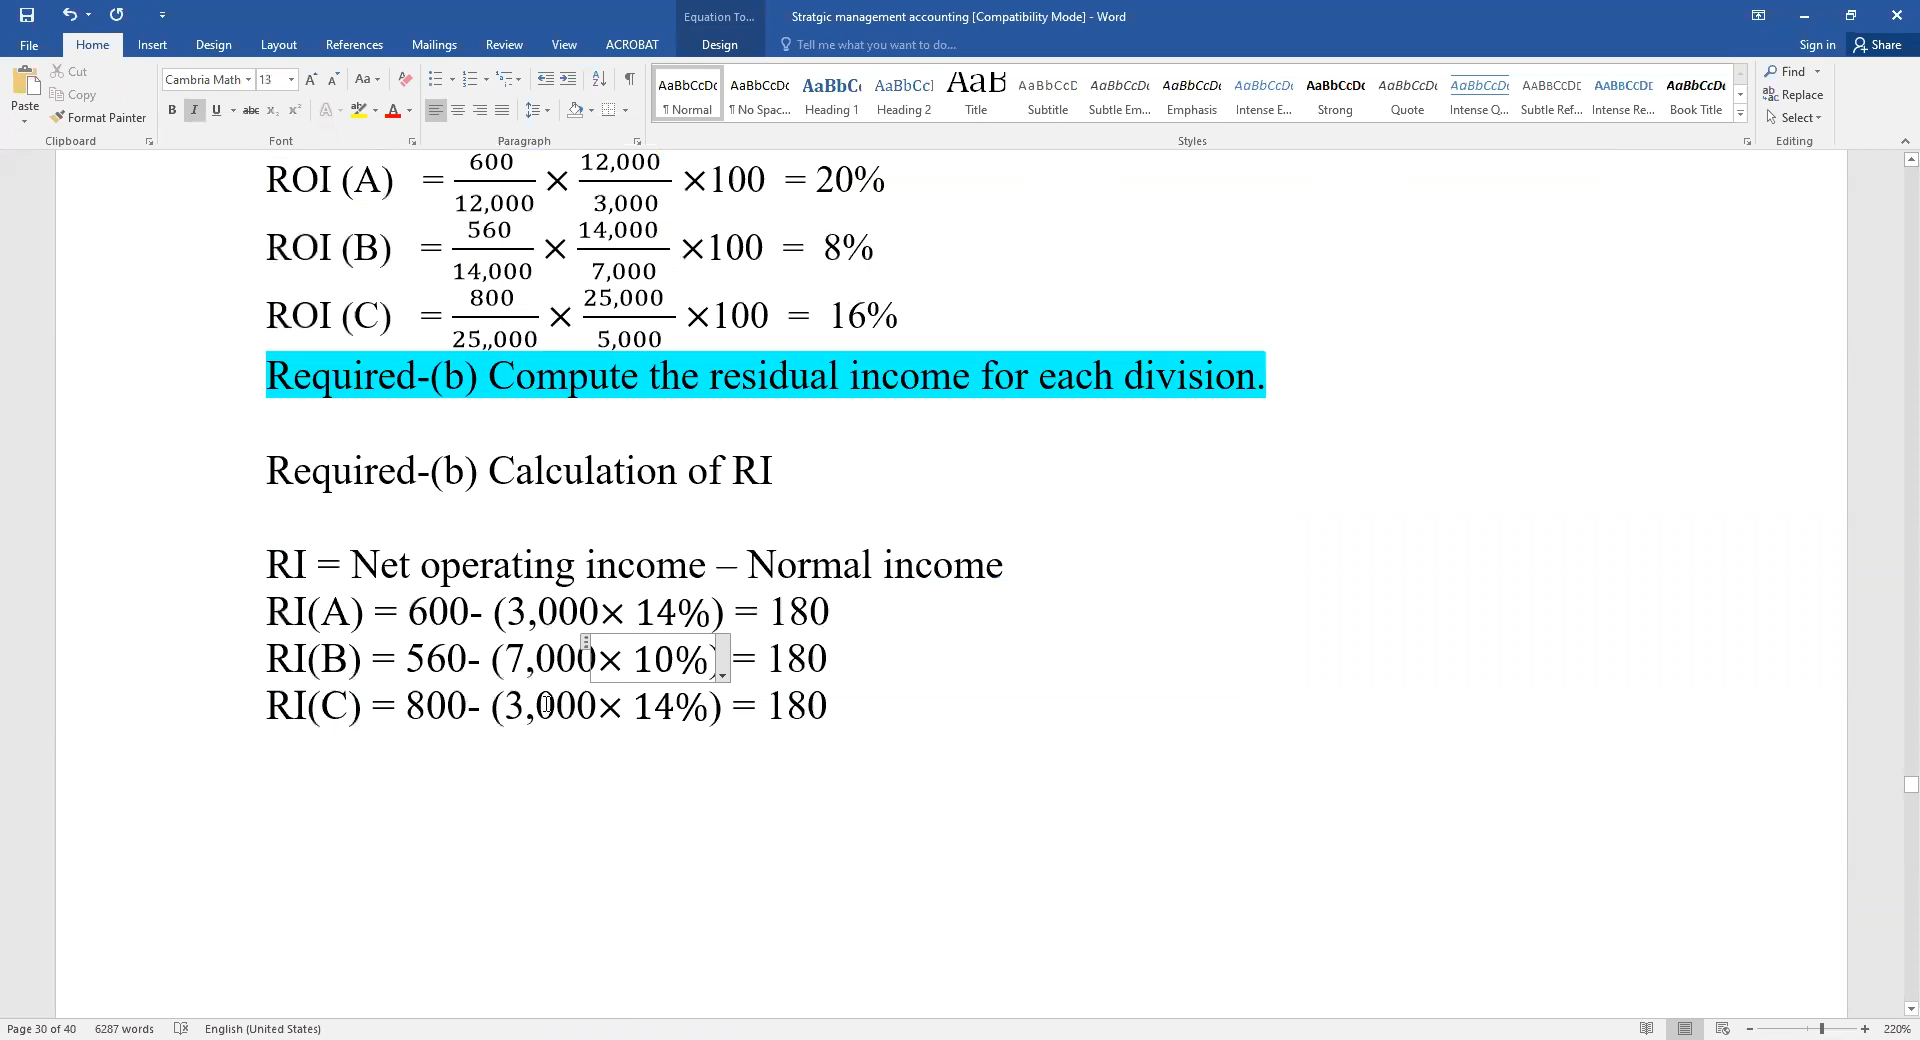 Equation To...
Stratgic management accounting [Compatibility Mode] - Word
File Home Insert Design Layout References Mailings Review View ACROBAT Design Tell me what you want to do... Sign in Share
Paste
Cut
Copy
Format Painter
Cambria Math 13
AaBbCcDc AaBbCcDc AaBbCc AaBbCcI AaB AaBbCcD AaBbCcDc AaBbCcDc AaBbCcDc AaBbCcDc AaBbCcDc AaBbCcDc AABBCCDE AABBCCDE AaBbCcDc
¶ Normal ¶ No Spac... Heading 1 Heading 2 Title Subtitle Subtle Em... Emphasis Intense E... Strong Quote Intense Q... Subtle Ref... Intense Re... Book Title
Find
Replace
Select
Clipboard Font Paragraph Styles Editing
ROI (A) = 600/12,000 × 12,000/3,000 ×100 = 20%
ROI (B) = 560/14,000 × 14,000/7,000 ×100 = 8%
ROI (C) = 800/25,,000 × 25,000/5,000 ×100 = 16%
Required-(b) Compute the residual income for each division.
Required-(b) Calculation of RI
RI = Net operating income – Normal income
RI(A) = 600- (3,000× 14%) = 180
RI(B) = 560- (7,000× 10%) = 180
RI(C) = 800- (3,000× 14%) = 180
Page 30 of 40 6287 words English (United States) 220%